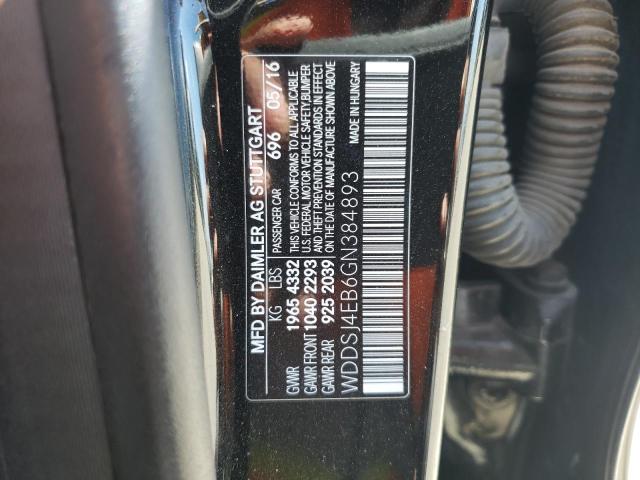 MFD BY DAIMLER AG STUTTGART
KG LBS PASSENGER CAR 696 05/16
GVWR 1965 4332 THIS VEHICLE CONFORMS TO ALL APPLICABLE
GAWR FRONT 1040 2293 U.S. FEDERAL MOTOR VEHICLE SAFETY, BUMPER
GAWR REAR 925 2039 AND THEFT PREVENTION STANDARDS IN EFFECT
ON THE DATE OF MANUFACTURE SHOWN ABOVE
WDDSJ4EB6GN384893 MADE IN HUNGARY